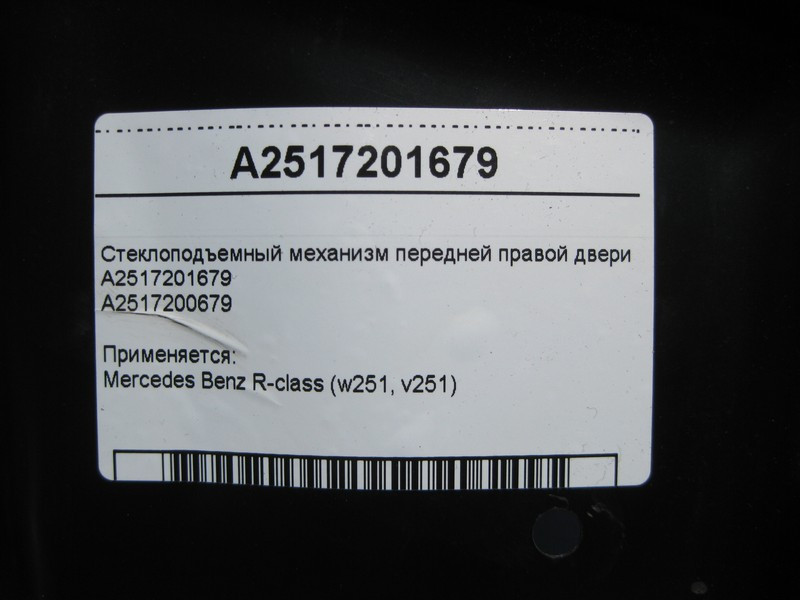 A2517201679
Стеклоподъемный механизм передней правой двери
A2517201679
A2517200679
Применяется:
Mercedes Benz R-class (w251, v251)